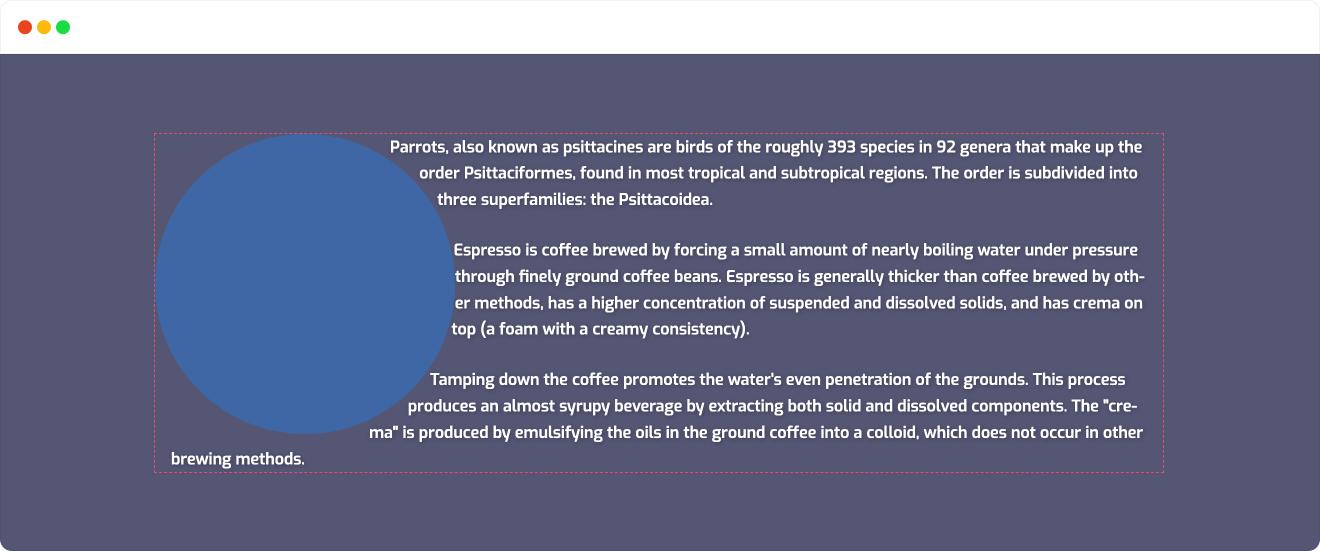 Parrots, also known as psittacines are birds of the roughly 393 species in 92 genera that make up the
order Psittaciformes, found in most tropical and subtropical regions. The order is subdivided into
three superfamilies: the Psittacoidea.
Espresso is coffee brewed by forcing a small amount of nearly boiling water under pressure
through finely ground coffee beans. Espresso is generally thicker than coffee brewed by oth-
er methods, has a higher concentration of suspended and dissolved solids, and has crema on
top (a foam with a creamy consistency).
Tamping down the coffee promotes the water's even penetration of the grounds. This process
produces an almost syrupy beverage by extracting both solid and dissolved components. The "cre-
ma" is produced by emulsifying the oils in the ground coffee into a colloid, which does not occur in other
brewing methods.